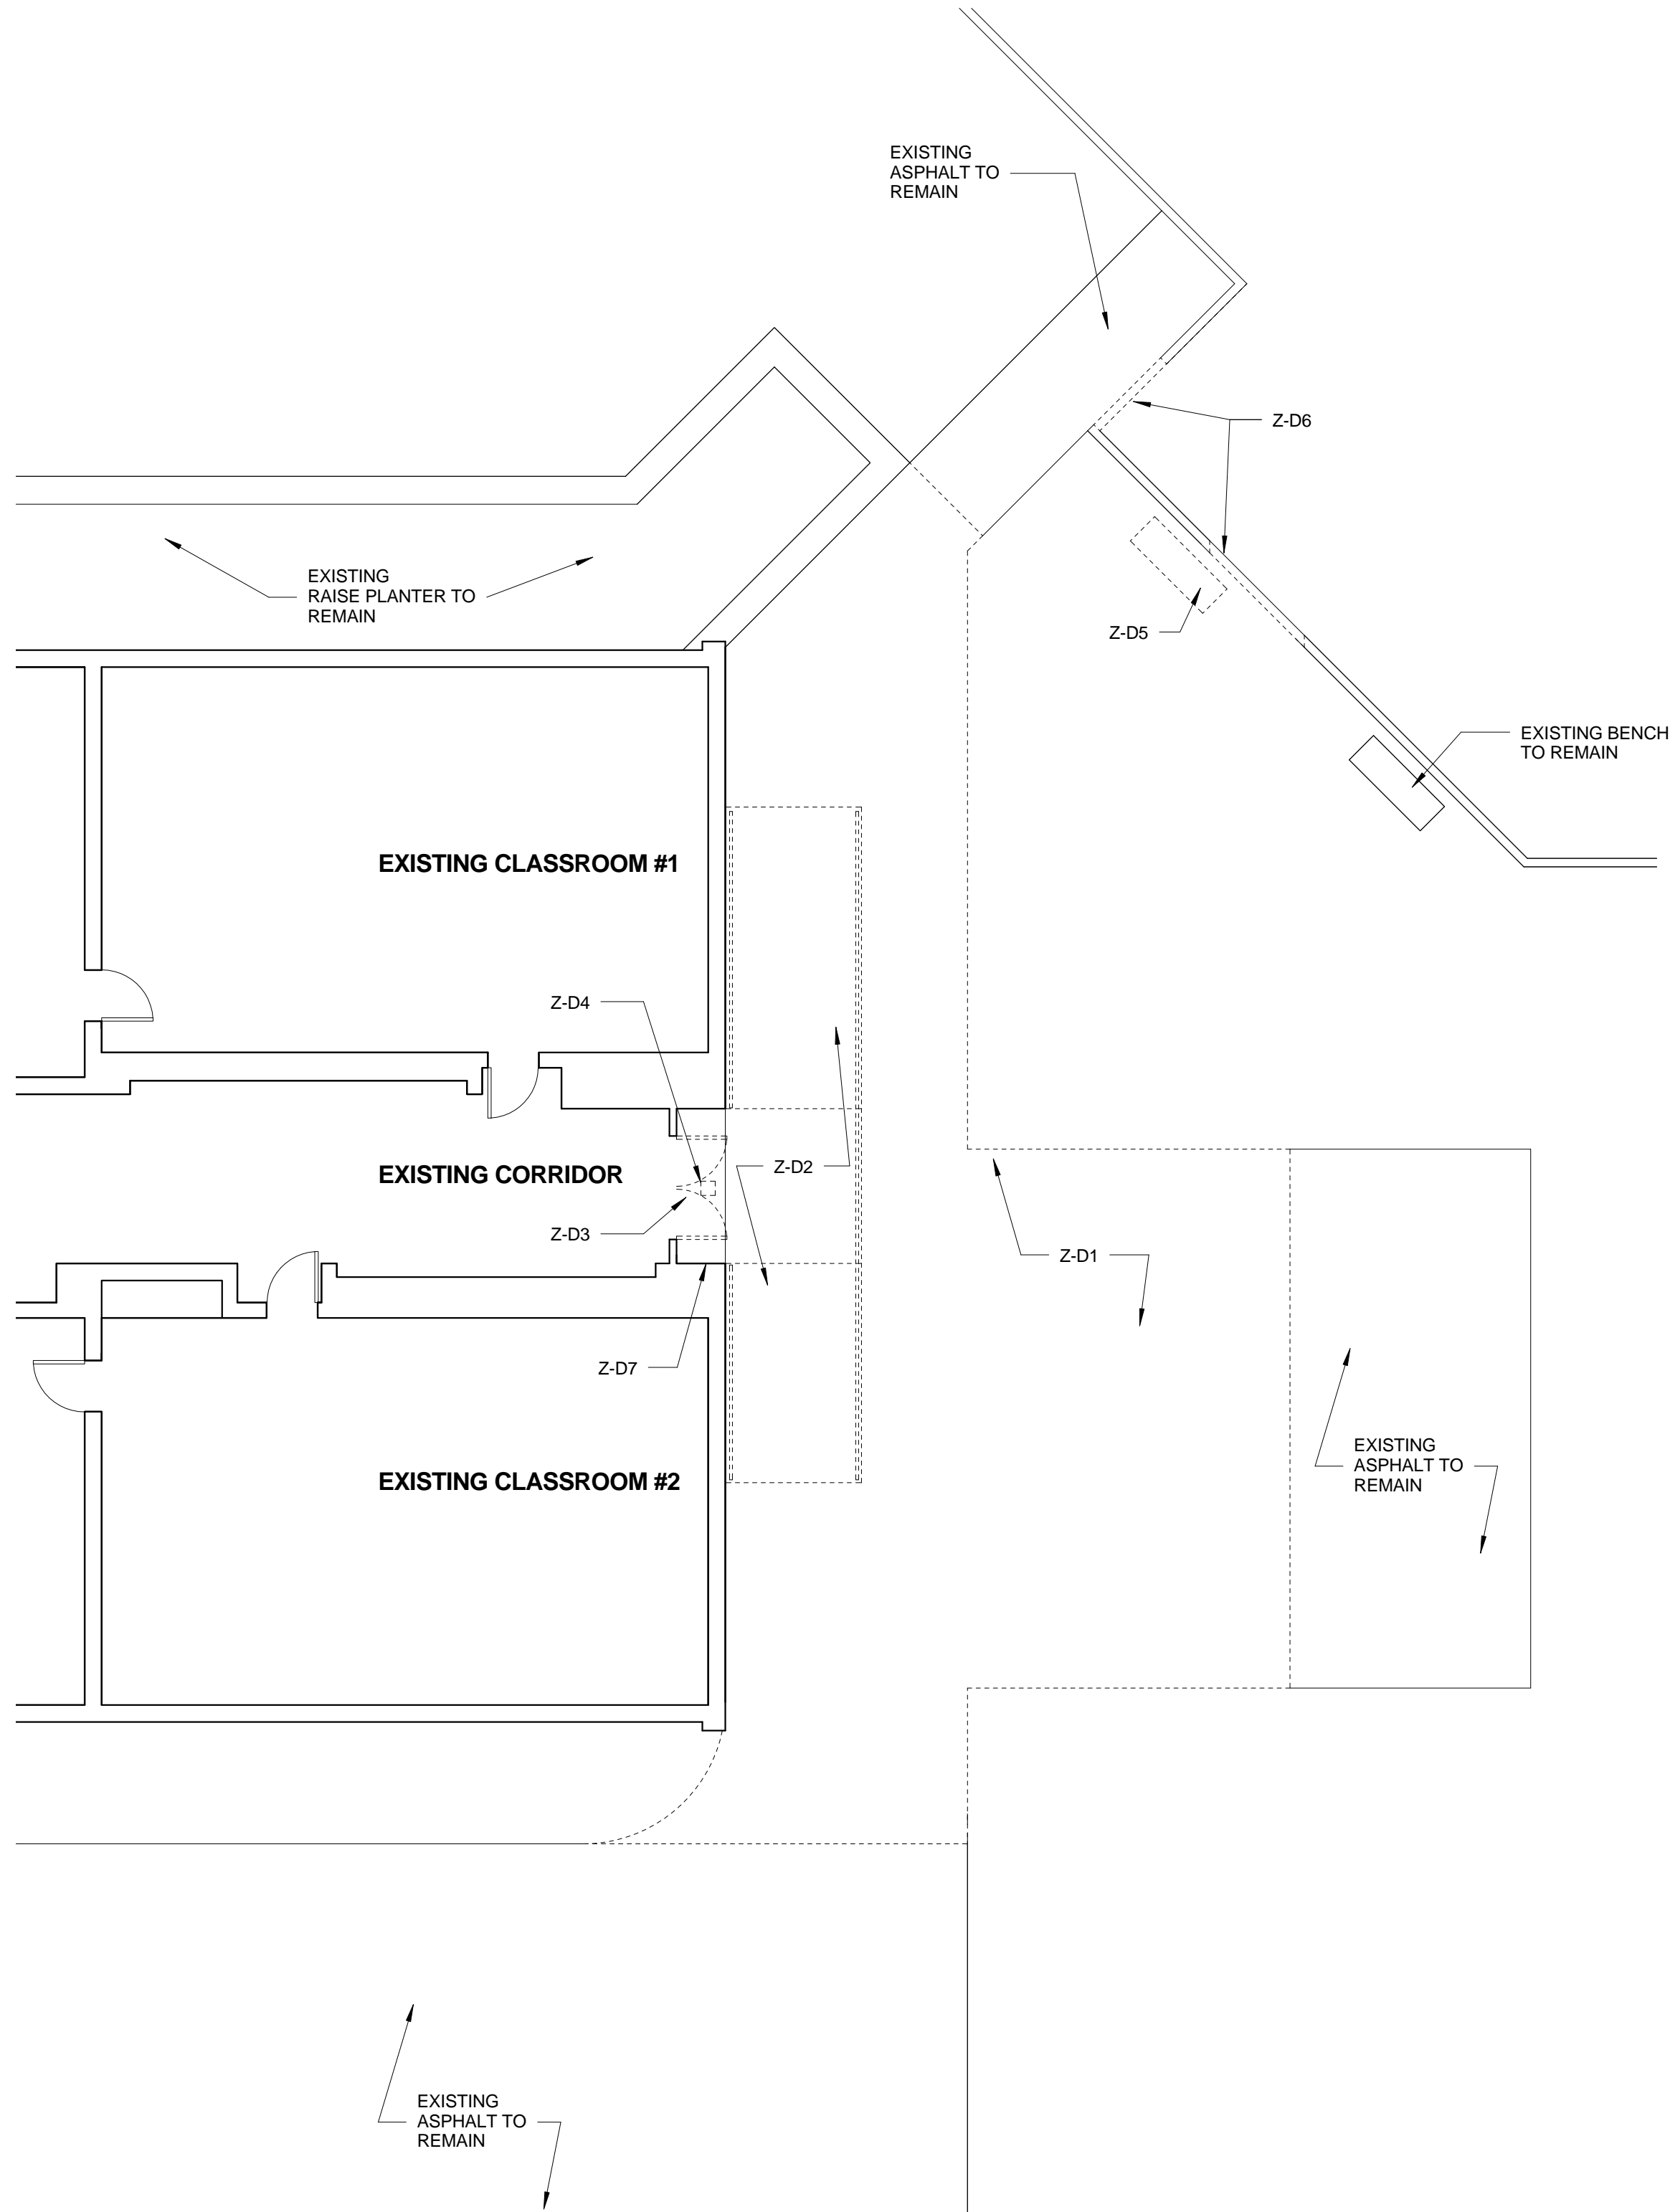 EXISTING
ASPHALT TO
REMAIN
Z-D6
EXISTING
RAISE PLANTER TO
REMAIN
Z-D5
EXISTING BENCH
TO REMAIN
EXISTING CLASSROOM #1
Z-D4
EXISTING CORRIDOR
Z-D2
Z-D3
Z-D1
Z-D7
EXISTING
ASPHALT TO
REMAIN
EXISTING CLASSROOM #2
EXISTING
ASPHALT TO
REMAIN